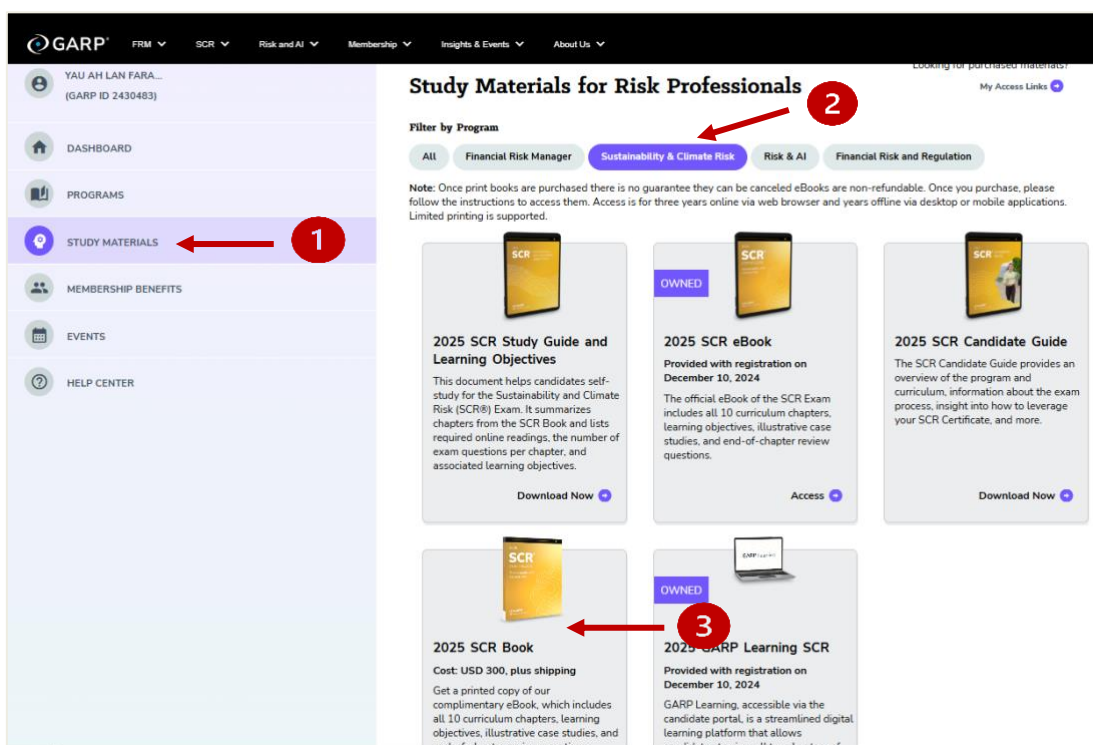 GARP
FRM
SCR
Risk and AI
Membership
Insights & Events
About Us
YAU AH LAN FARA...
(GARP ID 2430483)
DASHBOARD
PROGRAMS
STUDY MATERIALS
MEMBERSHIP BENEFITS
EVENTS
HELP CENTER
1
Looking for purchased materials?
My Access Links
Study Materials for Risk Professionals
2
Filter by Program
All
Financial Risk Manager
Sustainability & Climate Risk
Risk & AI
Financial Risk and Regulation
Note: Once print books are purchased there is no guarantee they can be canceled eBooks are non-refundable. Once you purchase, please
follow the instructions to access them. Access is for three years online via web browser and years offline via desktop or mobile applications.
Limited printing is supported.
SCR
2025 SCR Study Guide and
Learning Objectives
This document helps candidates self-
study for the Sustainability and Climate
Risk (SCR®) Exam. It summarizes
chapters from the SCR Book and lists
required online readings, the number of
exam questions per chapter, and
associated learning objectives.
Download Now
SCR
OWNED
2025 SCR eBook
Provided with registration on
December 10, 2024
The official eBook of the SCR Exam
includes all 10 curriculum chapters,
learning objectives, illustrative case
studies, and end-of-chapter review
questions.
Access
SCR
2025 SCR Candidate Guide
The SCR Candidate Guide provides an
overview of the program and
curriculum, information about the exam
process, insight into how to leverage
your SCR Certificate, and more.
Download Now
SCR
2025 SCR Book
Cost: USD 300, plus shipping
Get a printed copy of our
complimentary eBook, which includes
all 10 curriculum chapters, learning
objectives, illustrative case studies, and
3
OWNED
2025 GARP Learning SCR
Provided with registration on
December 10, 2024
GARP Learning, accessible via the
candidate portal, is a streamlined digital
learning platform that allows